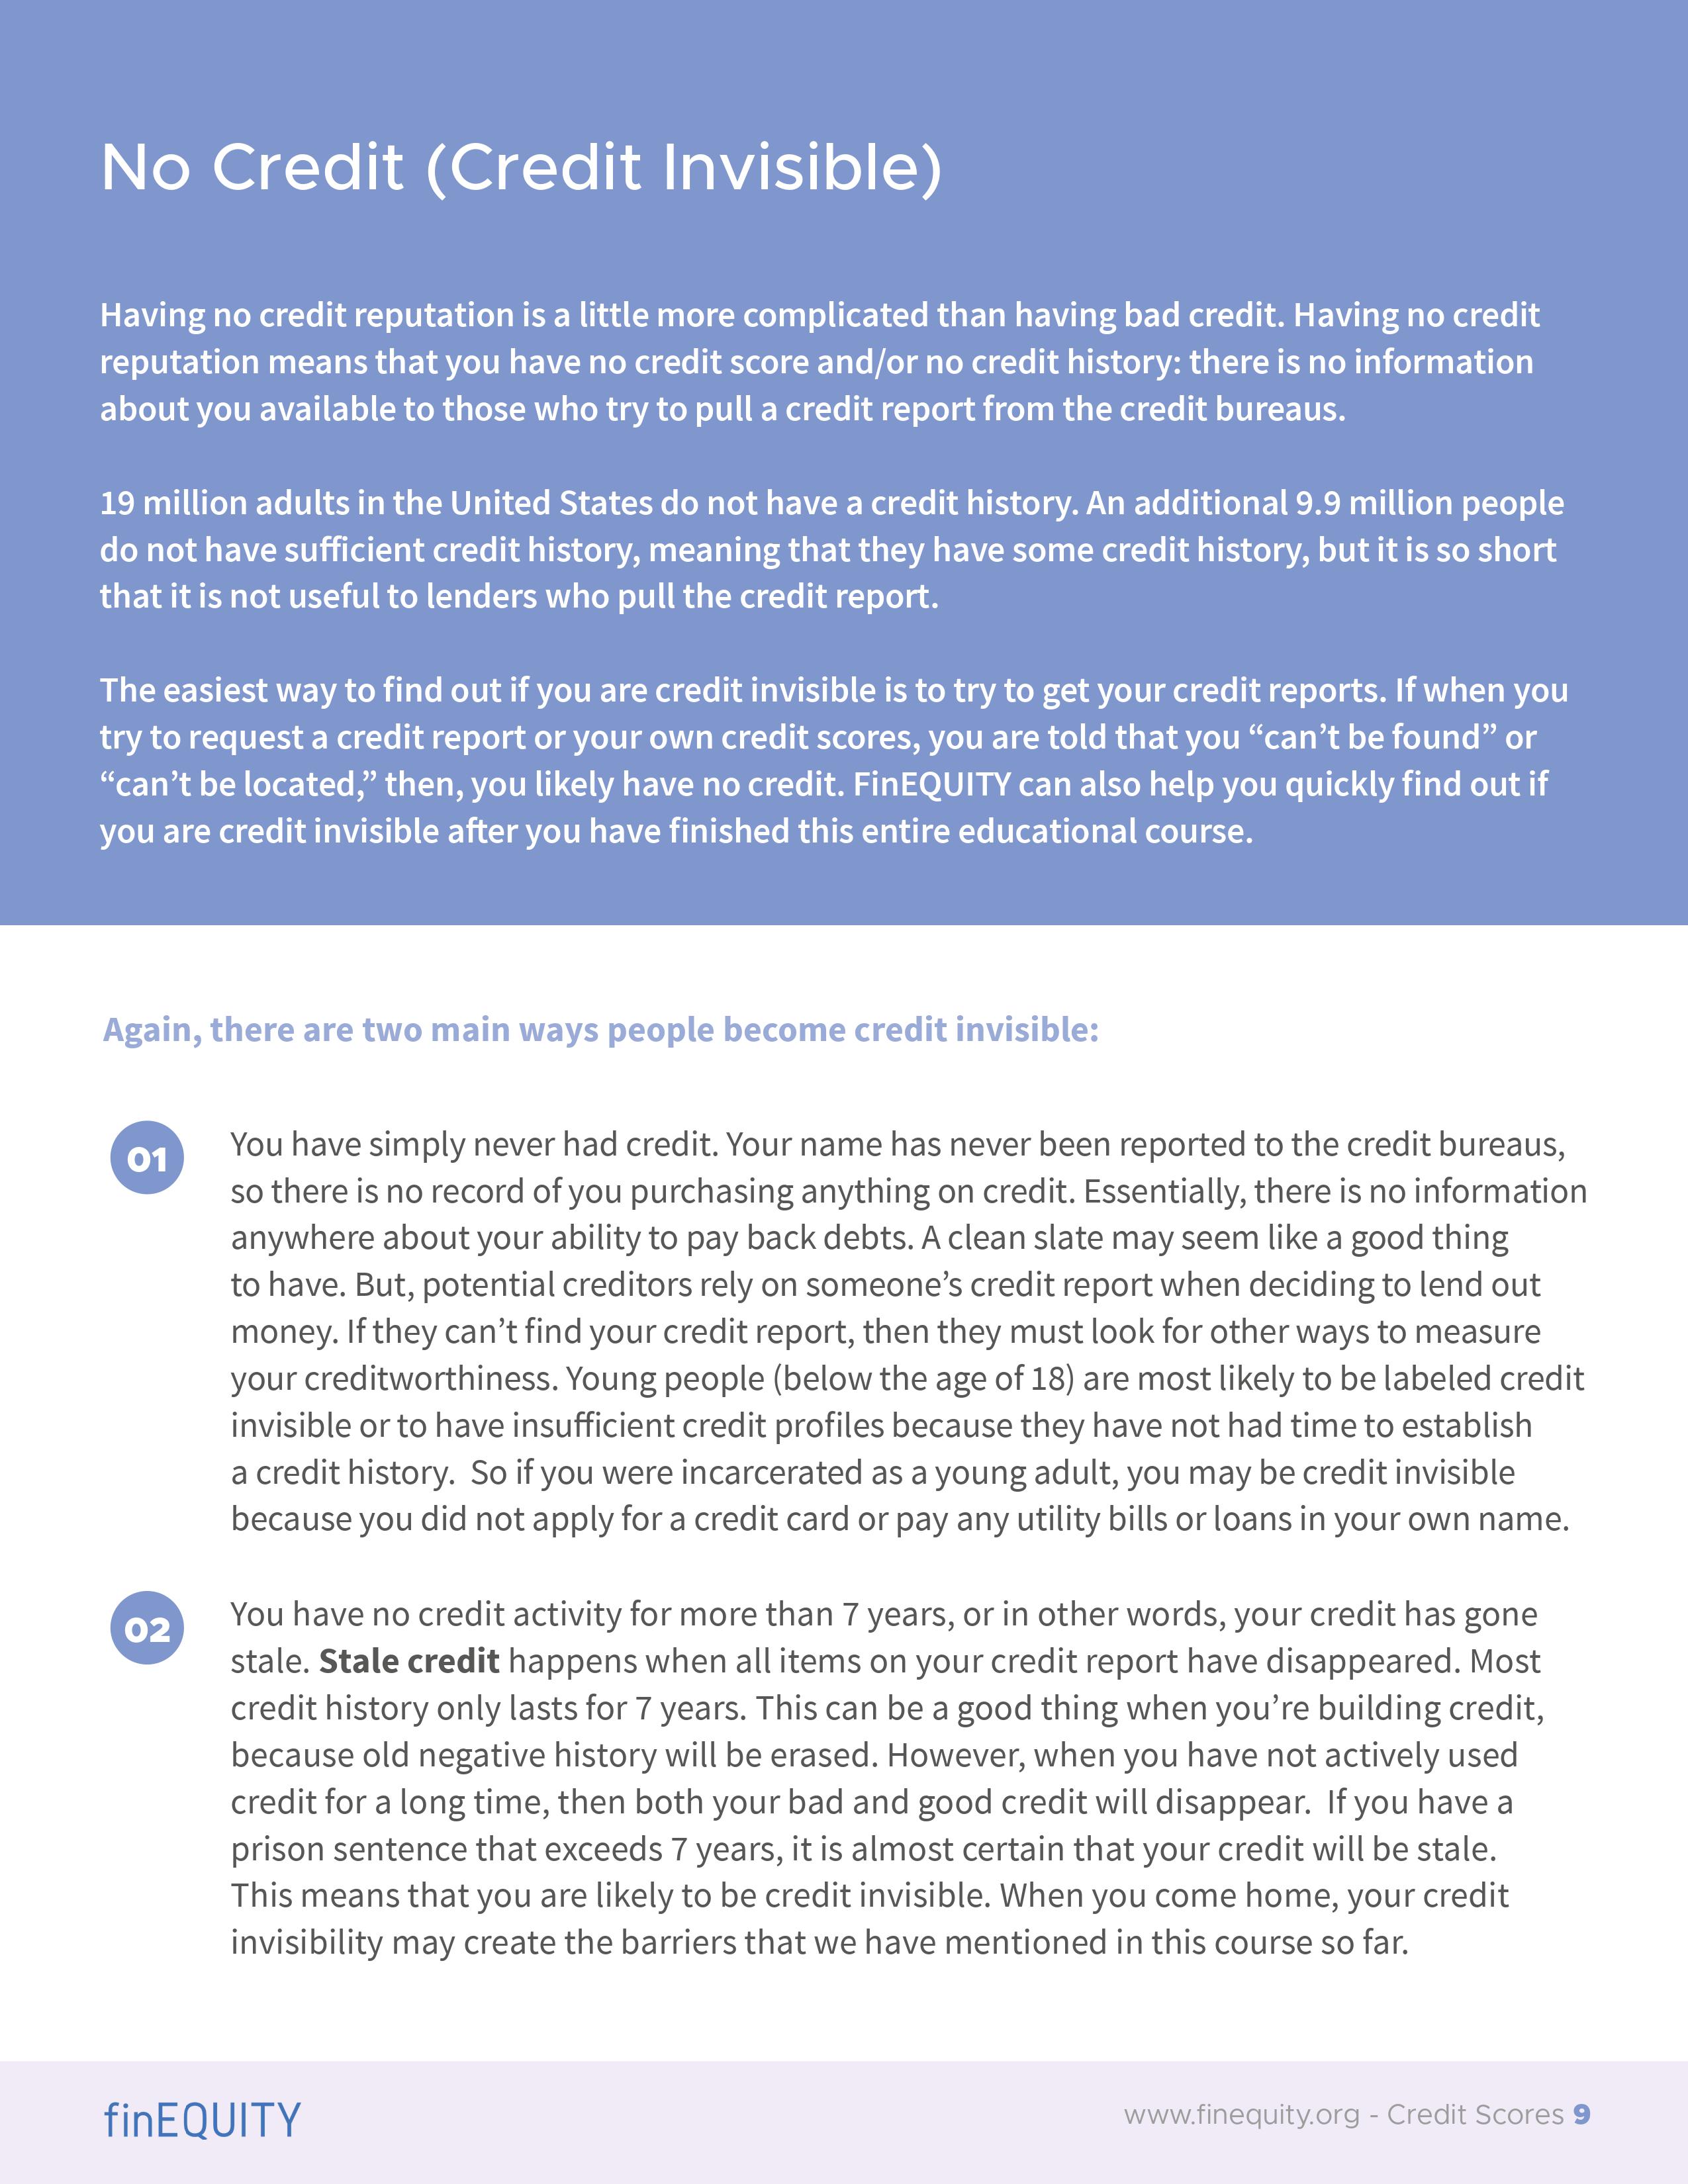 No Credit (Credit Invisible)
Having no credit reputation is a little more complicated than having bad credit. Having no credit
reputation means that you have no credit score and/or no credit history: there is no information
about you available to those who try to pull a credit report from the credit bureaus.
19 million adults in the United States do not have a credit history. An additional 9.9 million people
do not have sufficient credit history, meaning that they have some credit history, but it is so short
that it is not useful to lenders who pull the credit report.
The easiest way to find out if you are credit invisible is to try to get your credit reports. If when you
try to request a credit report or your own credit scores, you are told that you “can’t be found” or
“can’t be located,” then, you likely have no credit. FinEQUITY can also help you quickly find out if
you are credit invisible after you have finished this entire educational course.
Again, there are two main ways people become credit invisible:
01
You have simply never had credit. Your name has never been reported to the credit bureaus,
so there is no record of you purchasing anything on credit. Essentially, there is no information
anywhere about your ability to pay back debts. A clean slate may seem like a good thing
to have. But, potential creditors rely on someone’s credit report when deciding to lend out
money. If they can’t find your credit report, then they must look for other ways to measure
your creditworthiness. Young people (below the age of 18) are most likely to be labeled credit
invisible or to have insufficient credit profiles because they have not had time to establish
a credit history.  So if you were incarcerated as a young adult, you may be credit invisible
because you did not apply for a credit card or pay any utility bills or loans in your own name.
02
You have no credit activity for more than 7 years, or in other words, your credit has gone
stale. Stale credit happens when all items on your credit report have disappeared. Most
credit history only lasts for 7 years. This can be a good thing when you’re building credit,
because old negative history will be erased. However, when you have not actively used
credit for a long time, then both your bad and good credit will disappear.  If you have a
prison sentence that exceeds 7 years, it is almost certain that your credit will be stale.
This means that you are likely to be credit invisible. When you come home, your credit
invisibility may create the barriers that we have mentioned in this course so far.
finEQUITY
www.finequity.org - Credit Scores 9